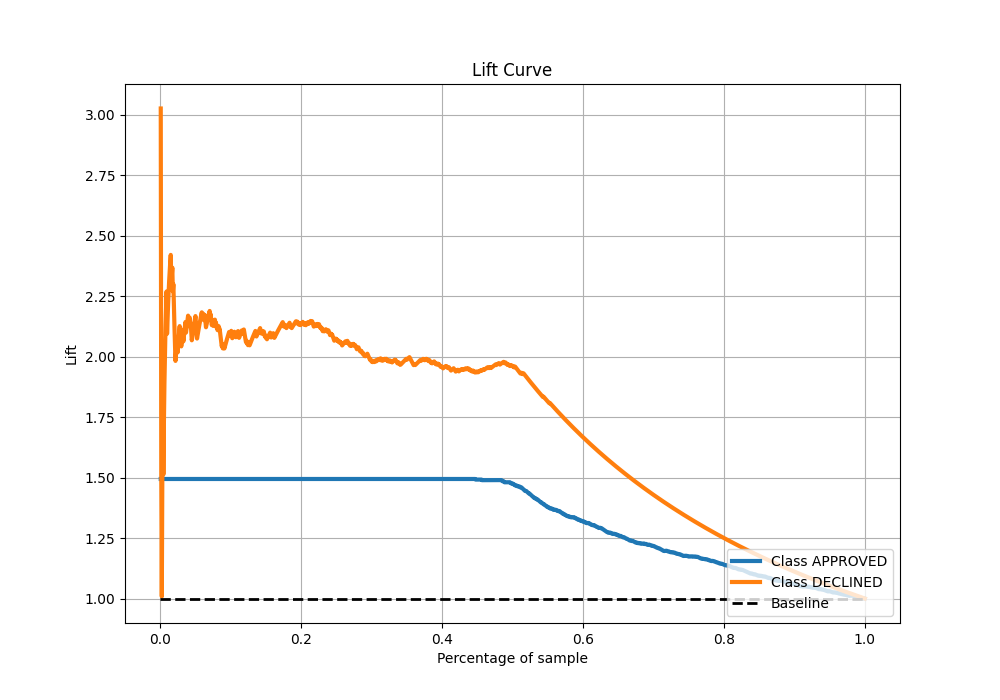 Lift Curve
3.00
2.75
2.50
2.25
2.00
1.75
1.50
1.25
1.00
Lift
Class APPROVED
Class DECLINED
Baseline
0.0 0.2 0.4 0.6 0.8 1.0
Percentage of sample